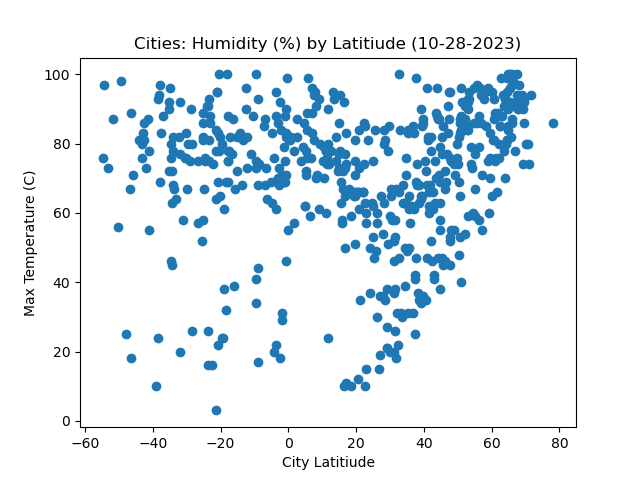 Cities: Humidity (%) by Latitiude (10-28-2023)
Max Temperature (C)
100
80
60
40
20
0
−60 −40 −20 0 20 40 60 80
City Latitiude